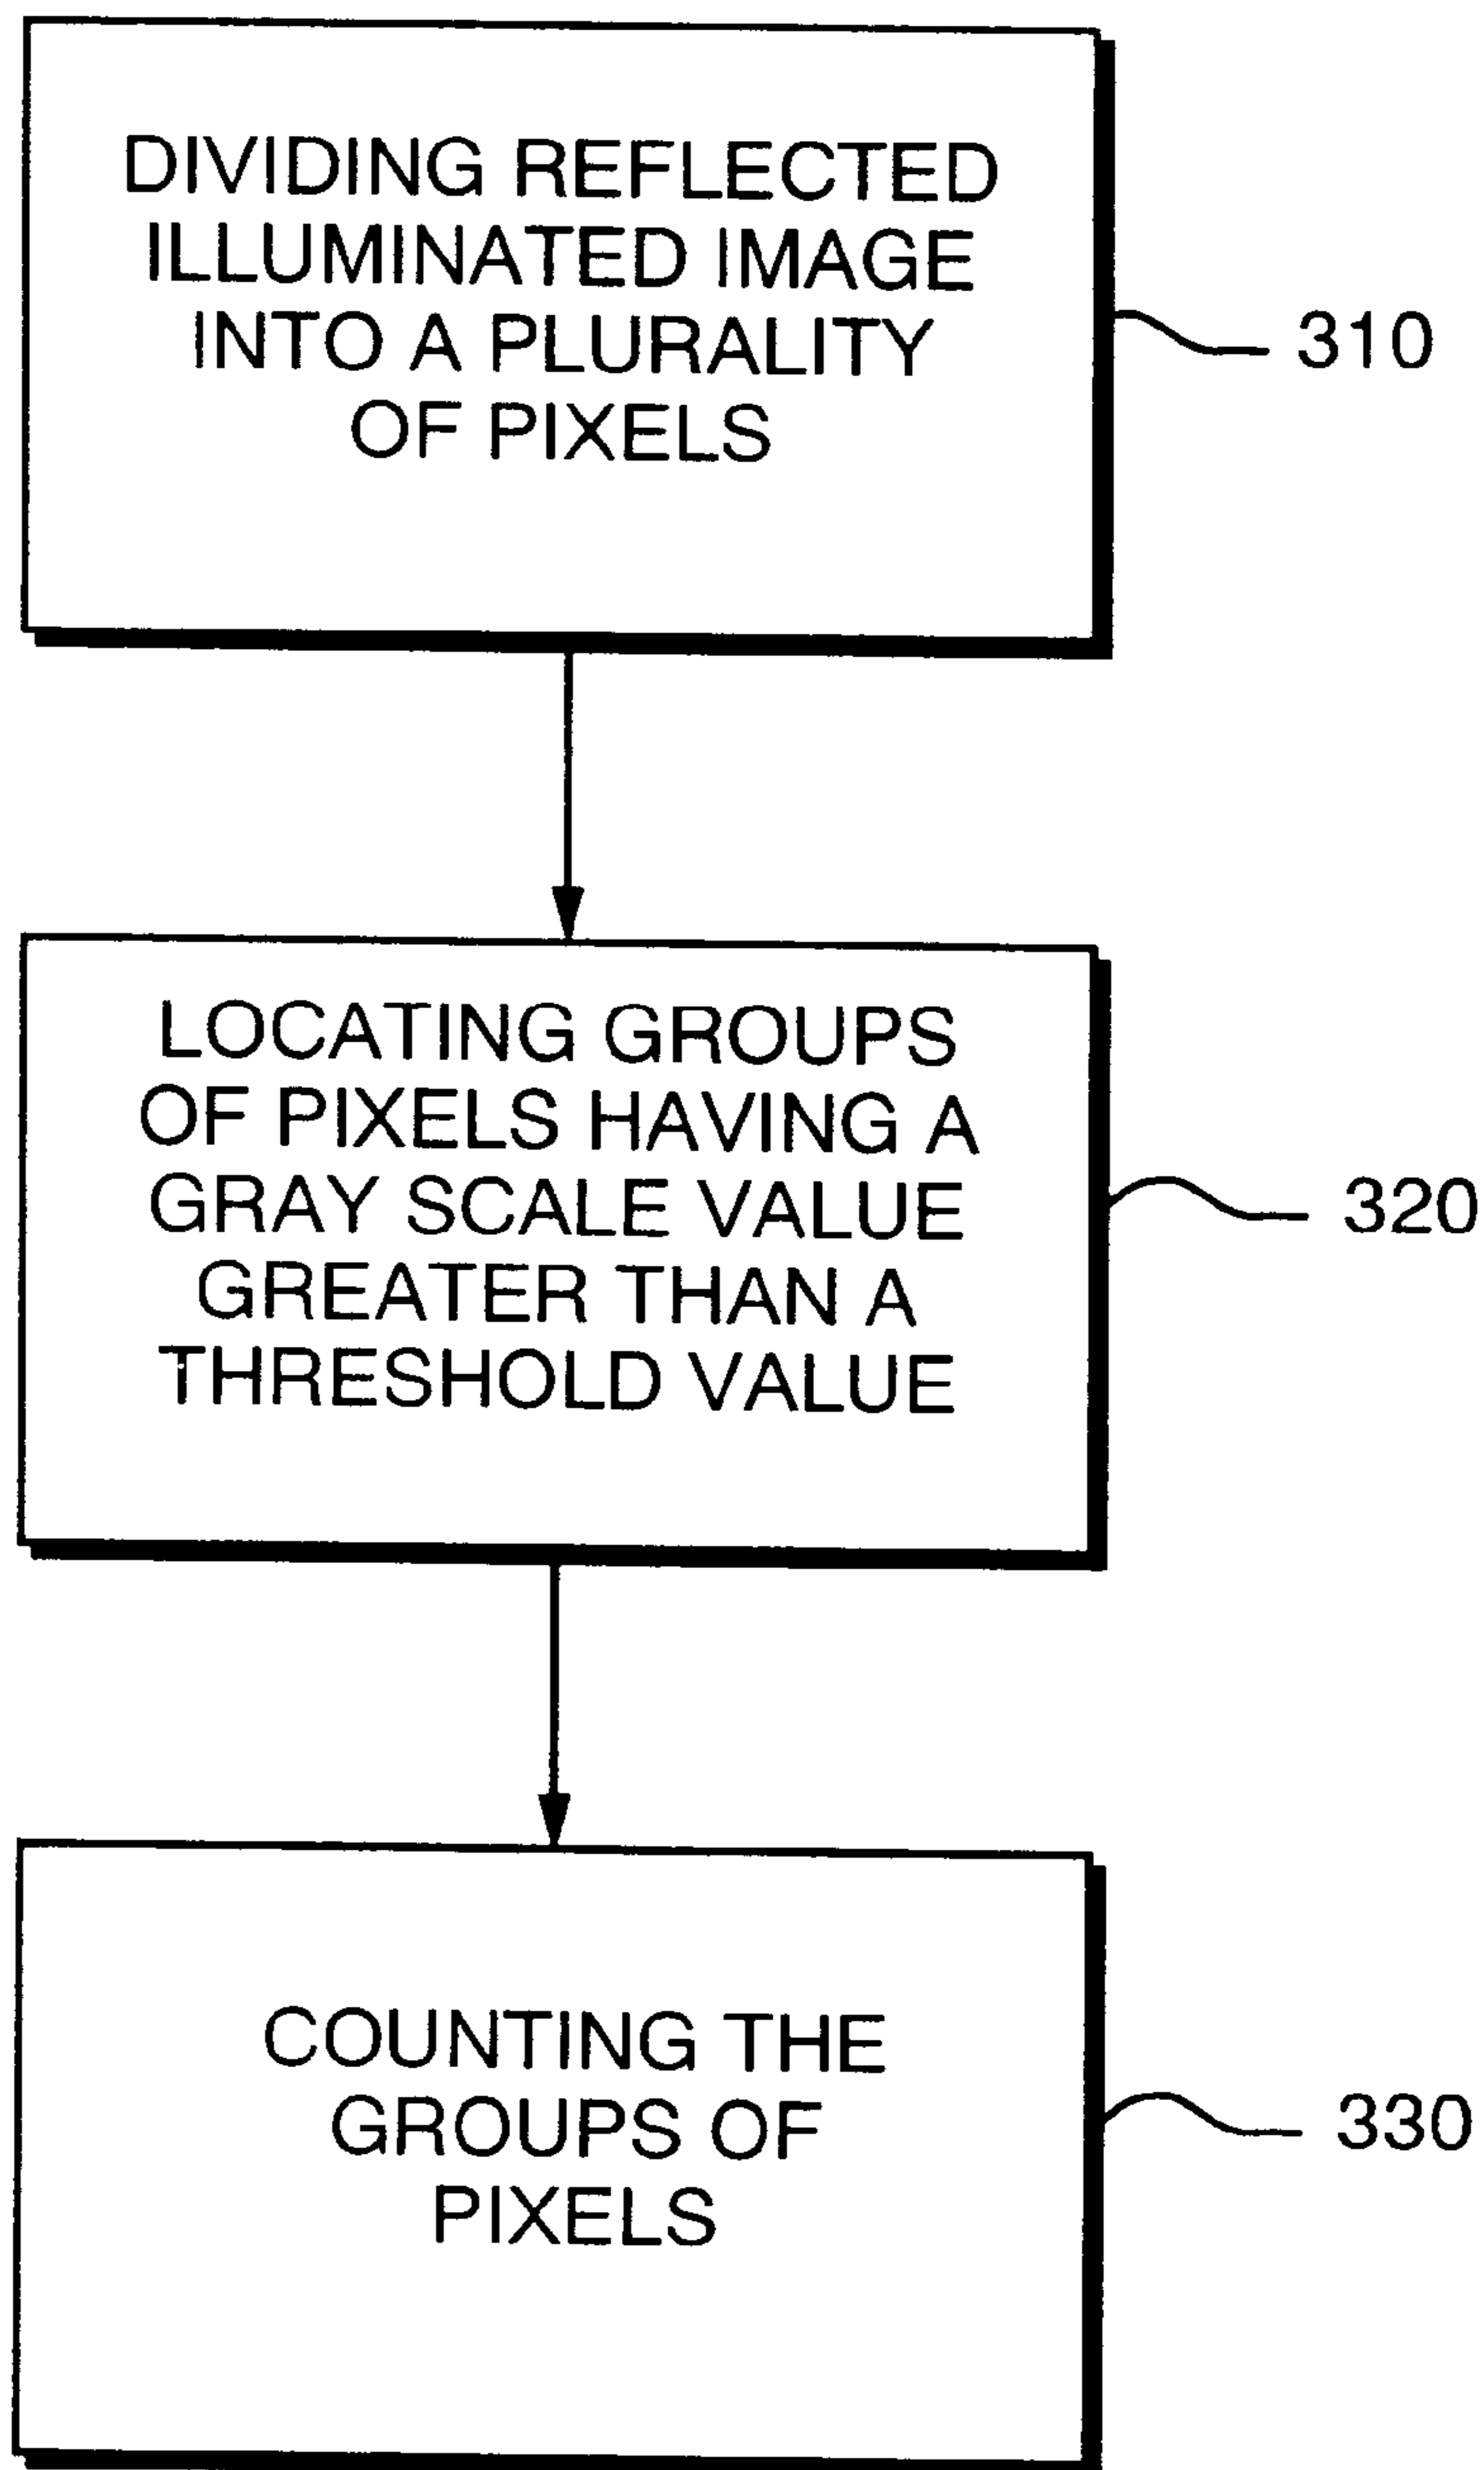 DIVIDING REFLECTED
ILLUMINATED IMAGE
INTO A PLURALITY
OF PIXELS
310
LOCATING GROUPS
OF PIXELS HAVING A
GRAY SCALE VALUE
GREATER THAN A
THRESHOLD VALUE
320
COUNTING THE
GROUPS OF
PIXELS
330